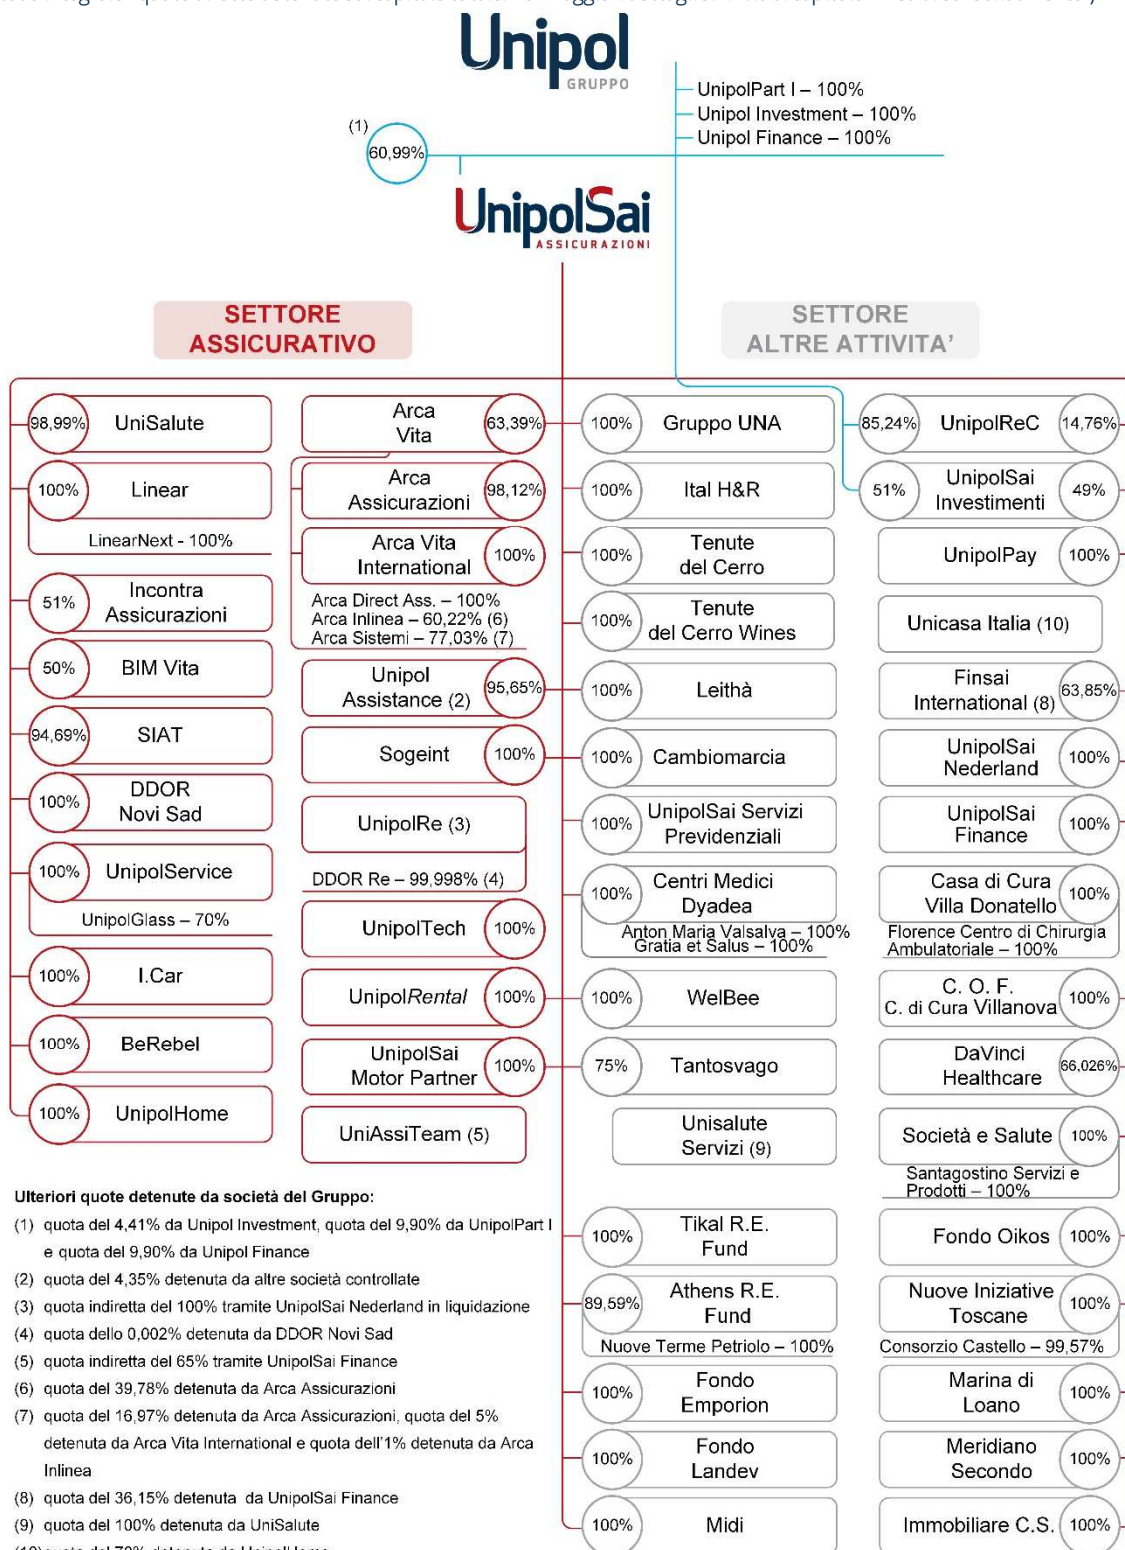 Unipol
GRUPPO
UnipolPart I – 100%
Unipol Investment – 100%
Unipol Finance – 100%
(1)
60,99%
UnipolSai
ASSICURAZIONI
SETTORE
ASSICURATIVO
SETTORE
ALTRE ATTIVITA’
98,99% UniSalute
100% Linear
LinearNext - 100%
51% Incontra
Assicurazioni
50% BIM Vita
94,69% SIAT
100% DDOR
Novi Sad
100% UnipolService
UnipolGlass – 70%
100% I.Car
100% BeRebel
100% UnipolHome
Arca
Vita 63,39%
Arca
Assicurazioni 98,12%
Arca Vita
International 100%
Arca Direct Ass. – 100%
Arca Inlinea – 60,22% (6)
Arca Sistemi – 77,03% (7)
Unipol
Assistance (2) 95,65%
Sogeint 100%
UnipolRe (3)
DDOR Re – 99,998% (4)
UnipolTech 100%
UnipolRental 100%
UnipolSai
Motor Partner 100%
UniAssiTeam (5)
100% Gruppo UNA
100% Ital H&R
100% Tenute
del Cerro
100% Tenute
del Cerro Wines
100% Leithà
100% Cambiomarcia
100% UnipolSai Servizi
Previdenziali
100% Centri Medici
Dyadea
Anton Maria Valsalva – 100%
Gratia et Salus – 100%
100% WelBee
75% Tantosvago
Unisalute
Servizi (9)
100% Tikal R.E.
Fund
89,59% Athens R.E.
Fund
Nuove Terme Petriolo – 100%
100% Fondo
Emporion
100% Fondo
Landev
100% Midi
85,24% UnipolReC 14,76%
51% UnipolSai
Investimenti 49%
UnipolPay 100%
Unicasa Italia (10)
Finsai
International (8) 63,85%
UnipolSai
Nederland 100%
UnipolSai
Finance 100%
Casa di Cura
Villa Donatello 100%
Florence Centro di Chirurgia
Ambulatoriale – 100%
C. O. F.
C. di Cura Villanova 100%
DaVinci
Healthcare 66,026%
Società e Salute 100%
Santagostino Servizi e
Prodotti – 100%
Fondo Oikos 100%
Nuove Iniziative
Toscane 100%
Consorzio Castello – 99,57%
Marina di
Loano 100%
Meridiano
Secondo 100%
Immobiliare C.S. 100%
Ulteriori quote detenute da società del Gruppo:
(1) quota del 4,41% da Unipol Investment, quota del 9,90% da UnipolPart I
e quota del 9,90% da Unipol Finance
(2) quota del 4,35% detenuta da altre società controllate
(3) quota indiretta del 100% tramite UnipolSai Nederland in liquidazione
(4) quota dello 0,002% detenuta da DDOR Novi Sad
(5) quota indiretta del 65% tramite UnipolSai Finance
(6) quota del 39,78% detenuta da Arca Assicurazioni
(7) quota del 16,97% detenuta da Arca Assicurazioni, quota del 5%
detenuta da Arca Vita International e quota dell’1% detenuta da Arca
Inlinea
(8) quota del 36,15% detenuta da UnipolSai Finance
(9) quota del 100% detenuta da UniSalute